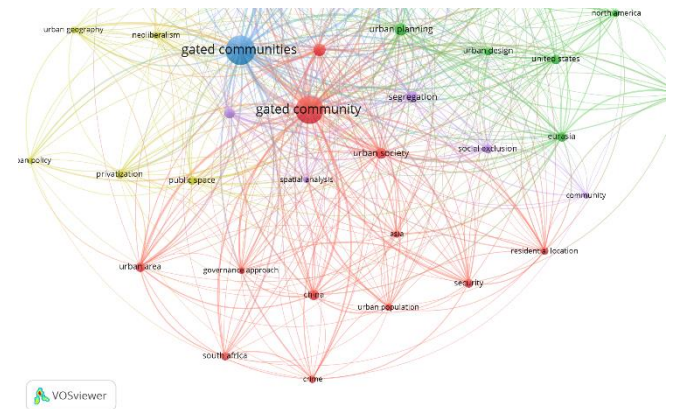 north america
urban geography
neoliberalism
urban planning
gated communities
urban design
united states
segregation
gated community
eurasia
social exclusion
urban society
ban policy
privatization
public space
spatial analysis
community
asia
residential location
urban area
governance approach
security
china
urban population
south africa
crime
VOSviewer